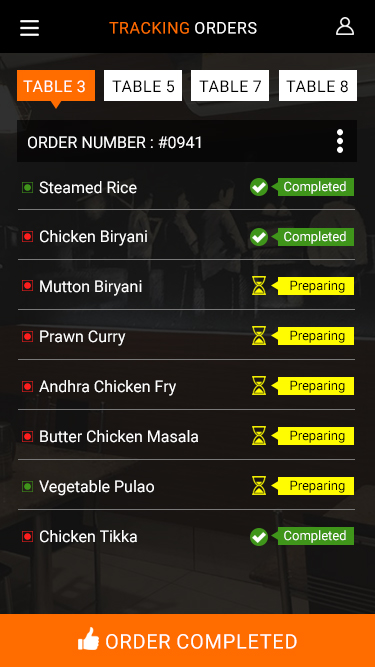 TRACKING ORDERS
TABLE 3 TABLE 5 TABLE 7 TABLE 8
ORDER NUMBER : #0941
Steamed Rice Completed
Chicken Biryani Completed
Mutton Biryani Preparing
Prawn Curry Preparing
Andhra Chicken Fry Preparing
Butter Chicken Masala Preparing
Vegetable Pulao Preparing
Chicken Tikka Completed
ORDER COMPLETED